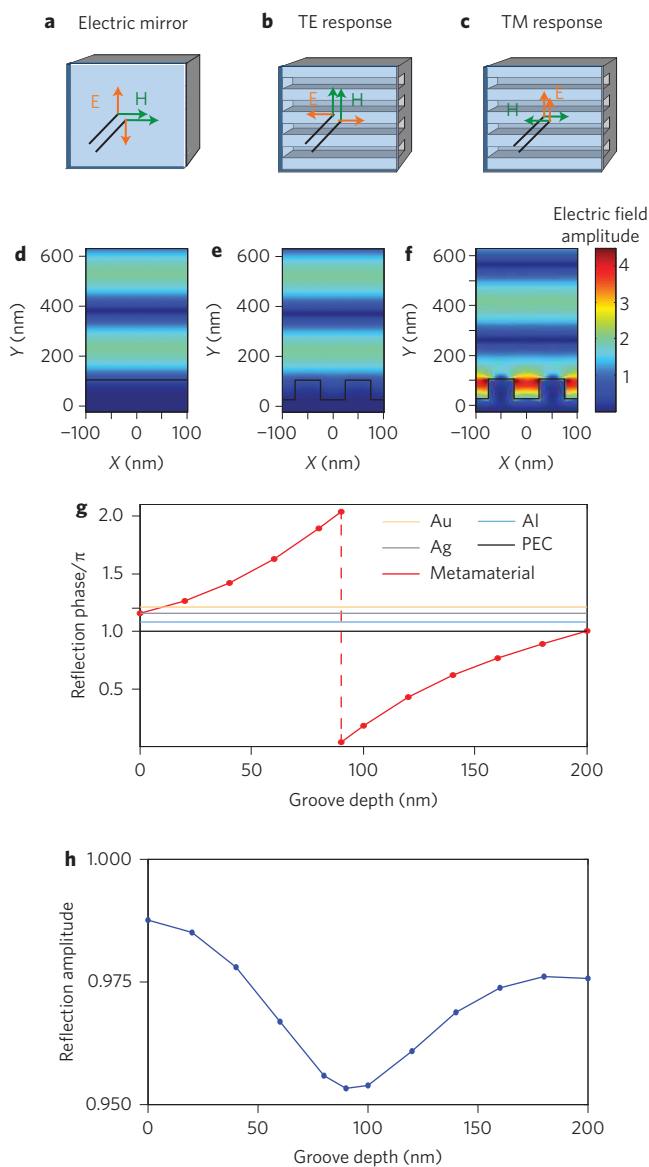 a Electric mirror
b TE response
c TM response
E H
E H
H E
Electric field amplitude
d
600
400
200
0
Y (nm)
−100 0 100
X (nm)
e
600
400
200
0
Y (nm)
−100 0 100
X (nm)
f
600
400
200
0
Y (nm)
−100 0 100
X (nm)
4
3
2
1
g
2.0
1.5
1.0
0.5
Reflection phase/π
Au
Al
Ag
PEC
Metamaterial
0 50 100 150 200
Groove depth (nm)
h
1.000
0.975
0.950
Reflection amplitude
0 50 100 150 200
Groove depth (nm)